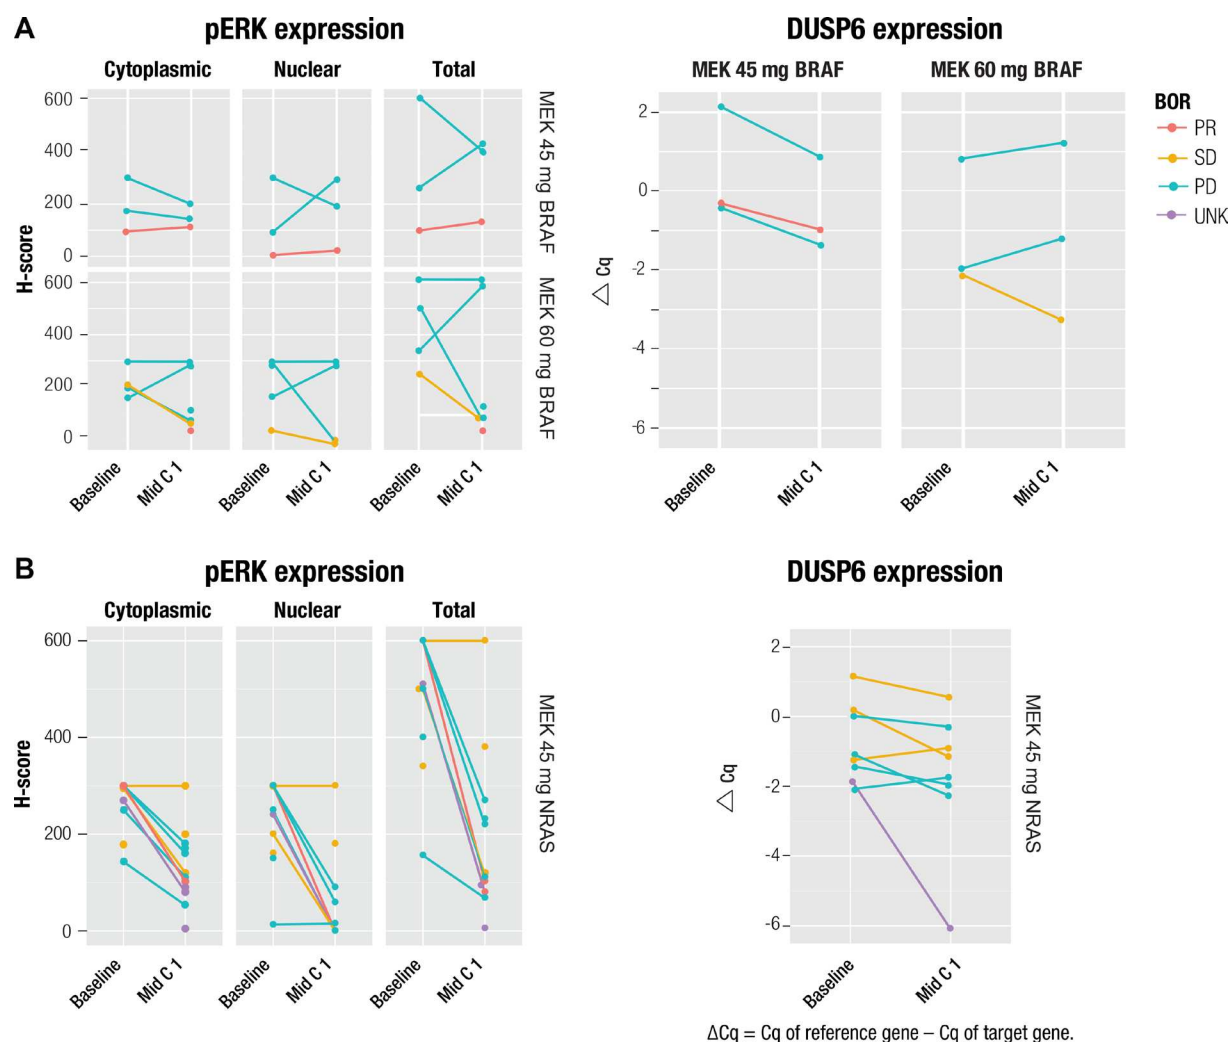 A
pERK expression
DUSP6 expression
Cytoplasmic Nuclear Total
MEK 45 mg BRAF MEK 60 mg BRAF
BOR
PR
SD
PD
UNK
H-score
600
400
200
0
MEK 45 mg BRAF
600
400
200
0
MEK 60 mg BRAF
△ Cq
2
0
-2
-4
-6
Baseline Mid C 1 Baseline Mid C 1 Baseline Mid C 1
Baseline Mid C 1 Baseline Mid C 1
B
pERK expression
DUSP6 expression
Cytoplasmic Nuclear Total
H-score
600
400
200
0
MEK 45 mg NRAS
△ Cq
2
0
-2
-4
-6
MEK 45 mg NRAS
Baseline Mid C 1 Baseline Mid C 1 Baseline Mid C 1
Baseline Mid C 1
ΔCq = Cq of reference gene – Cq of target gene.